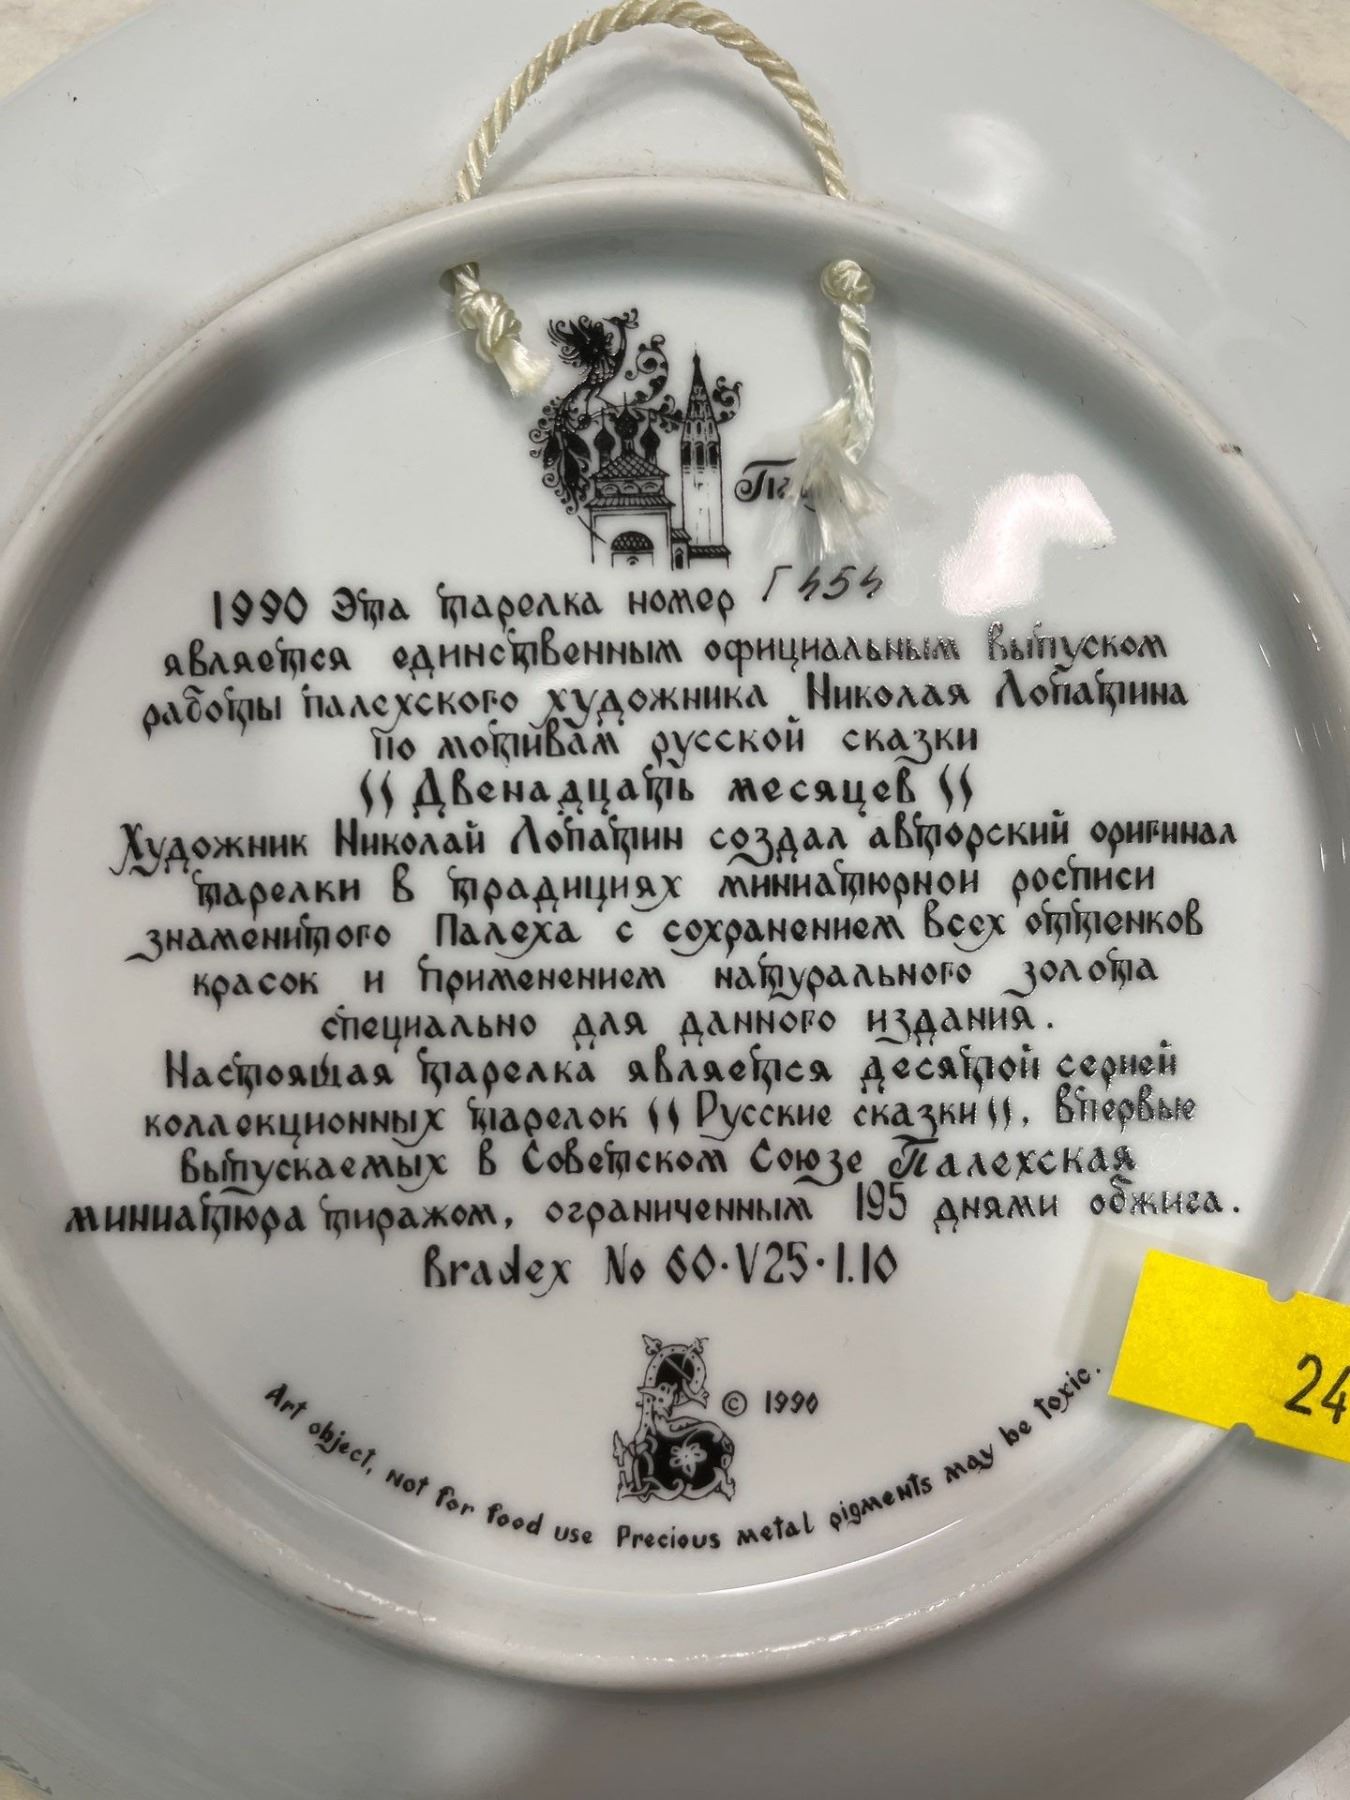 1990 Эта тарелка номер Г454
является единственным официальным выпуском
работы палехского художника Николая Лопатина
по мотивам русской сказки
"Двенадцать месяцев"
Художник Николай Лопатин создал авторский оригинал
тарелки в традициях миниатюрной росписи
знаменитого Палеха с сохранением всех оттенков
красок и применением натурального золота
специально для данного издания.
Настоящая тарелка является десятой серией
коллекционных тарелок "Русские сказки", впервые
выпускаемых в Советском Союзе Палехская
миниатюра тиражом, ограниченным 195 днями обжига.
Bradex No 60·V25·1.10
© 1990
Art object, not for food use Precious metal pigments may be toxic.
24